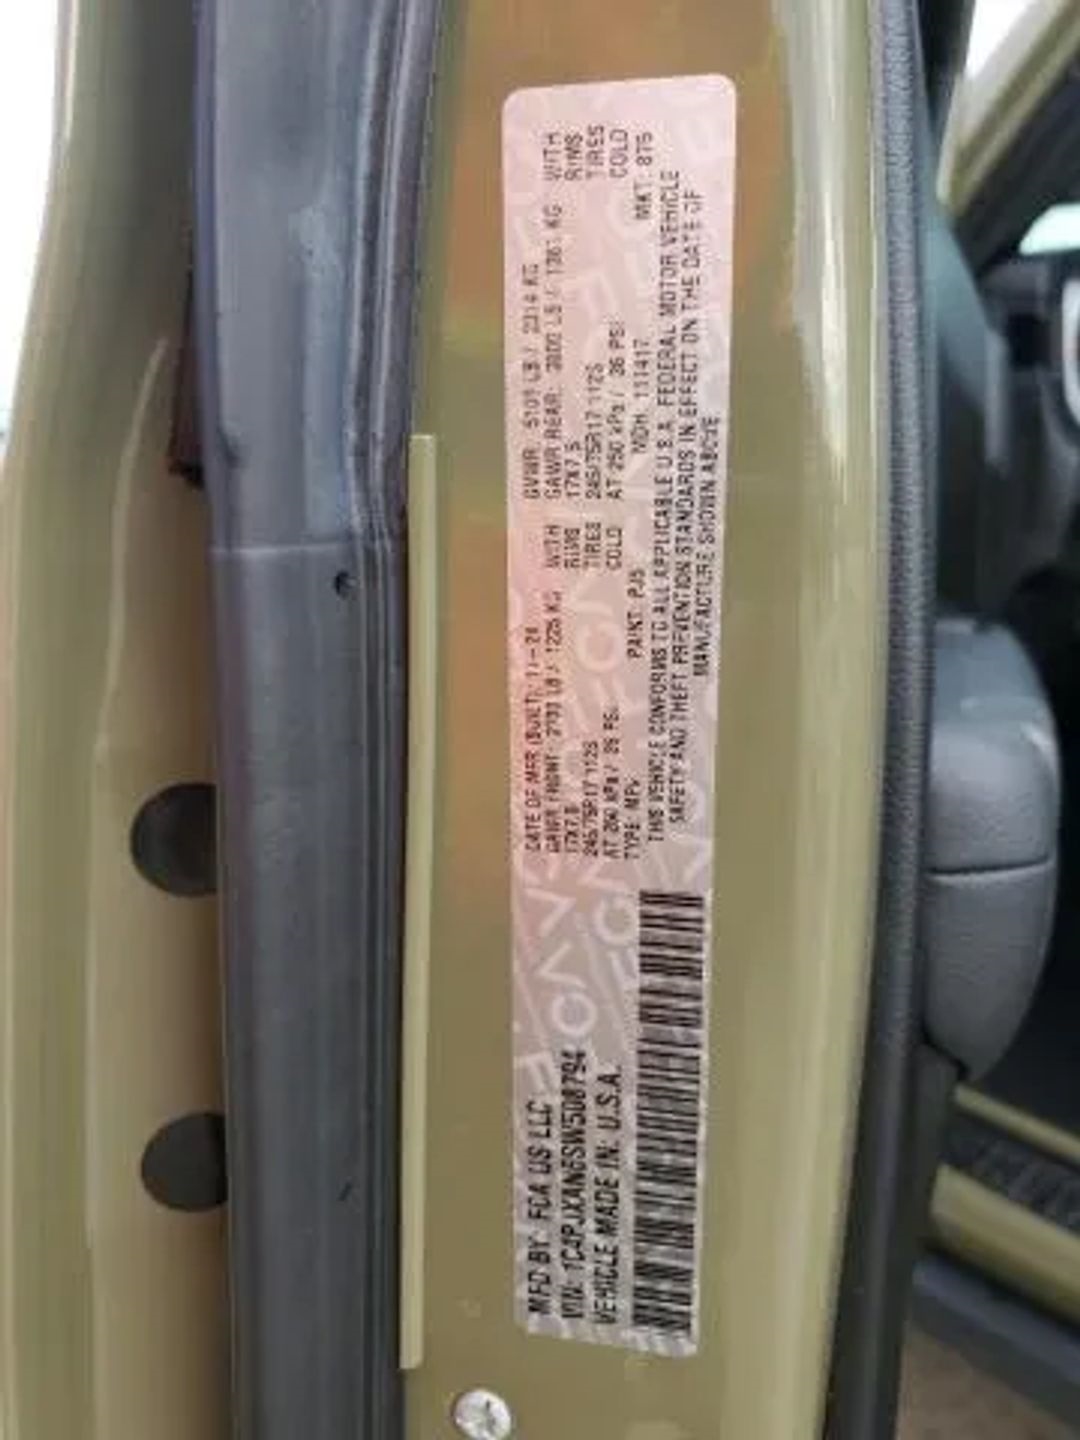 MFD BY: FCA US LLC
VIN: 1C4PJXAN6SW508794
VEHICLE MADE IN: U.S.A.
DATE OF MFR (BUILT): 11-24 GVWR: 5101 LB / 2314 KG
GAWR FRONT: 2700 LB / 1225 KG, WITH GAWR REAR: 3000 LB / 1361 KG WITH
17X7.5 RIMS 17X7.5 RIMS
245/75R17 112S TIRES 245/75R17 112S TIRES
AT 250 kPa / 36 PSI COLD AT 250 kPa / 36 PSI COLD
TYPE: MPV PAINT: PJ5 MDH: 111417 MKT: 875
THIS VEHICLE CONFORMS TO ALL APPLICABLE U.S.A. FEDERAL MOTOR VEHICLE
SAFETY AND THEFT PREVENTION STANDARDS IN EFFECT ON THE DATE OF
MANUFACTURE SHOWN ABOVE